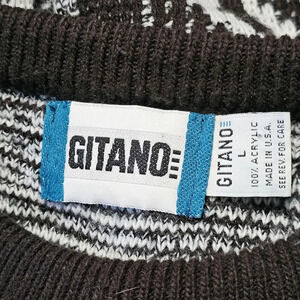 GITANO
GITANO
L
100% ACRYLIC
MADE IN U.S.A.
SEE REV. FOR CARE